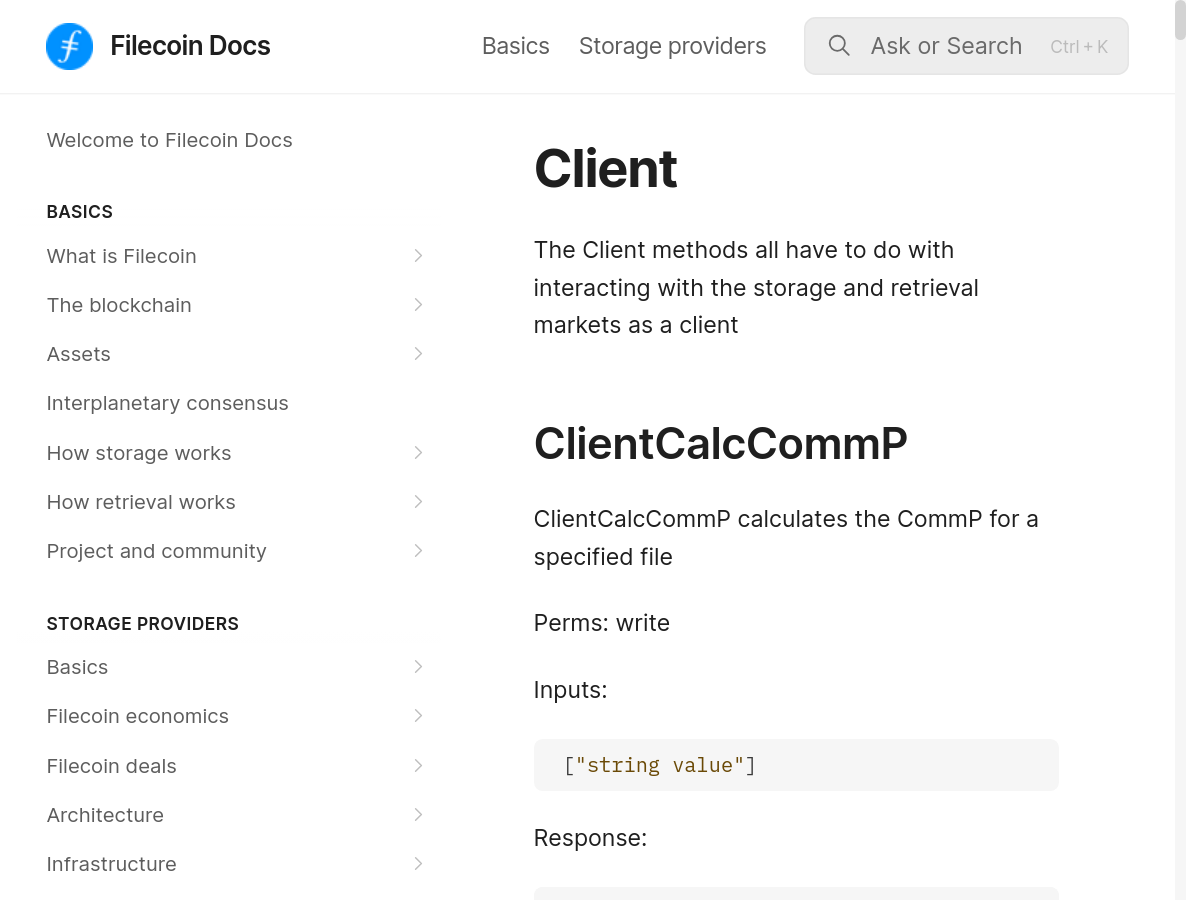 Filecoin Docs
Basics
Storage providers
Ask or Search
Ctrl + K
Welcome to Filecoin Docs
BASICS
What is Filecoin
The blockchain
Assets
Interplanetary consensus
How storage works
How retrieval works
Project and community
STORAGE PROVIDERS
Basics
Filecoin economics
Filecoin deals
Architecture
Infrastructure
Client
The Client methods all have to do with
interacting with the storage and retrieval
markets as a client
ClientCalcCommP
ClientCalcCommP calculates the CommP for a
specified file
Perms: write
Inputs:
["string value"]
Response: